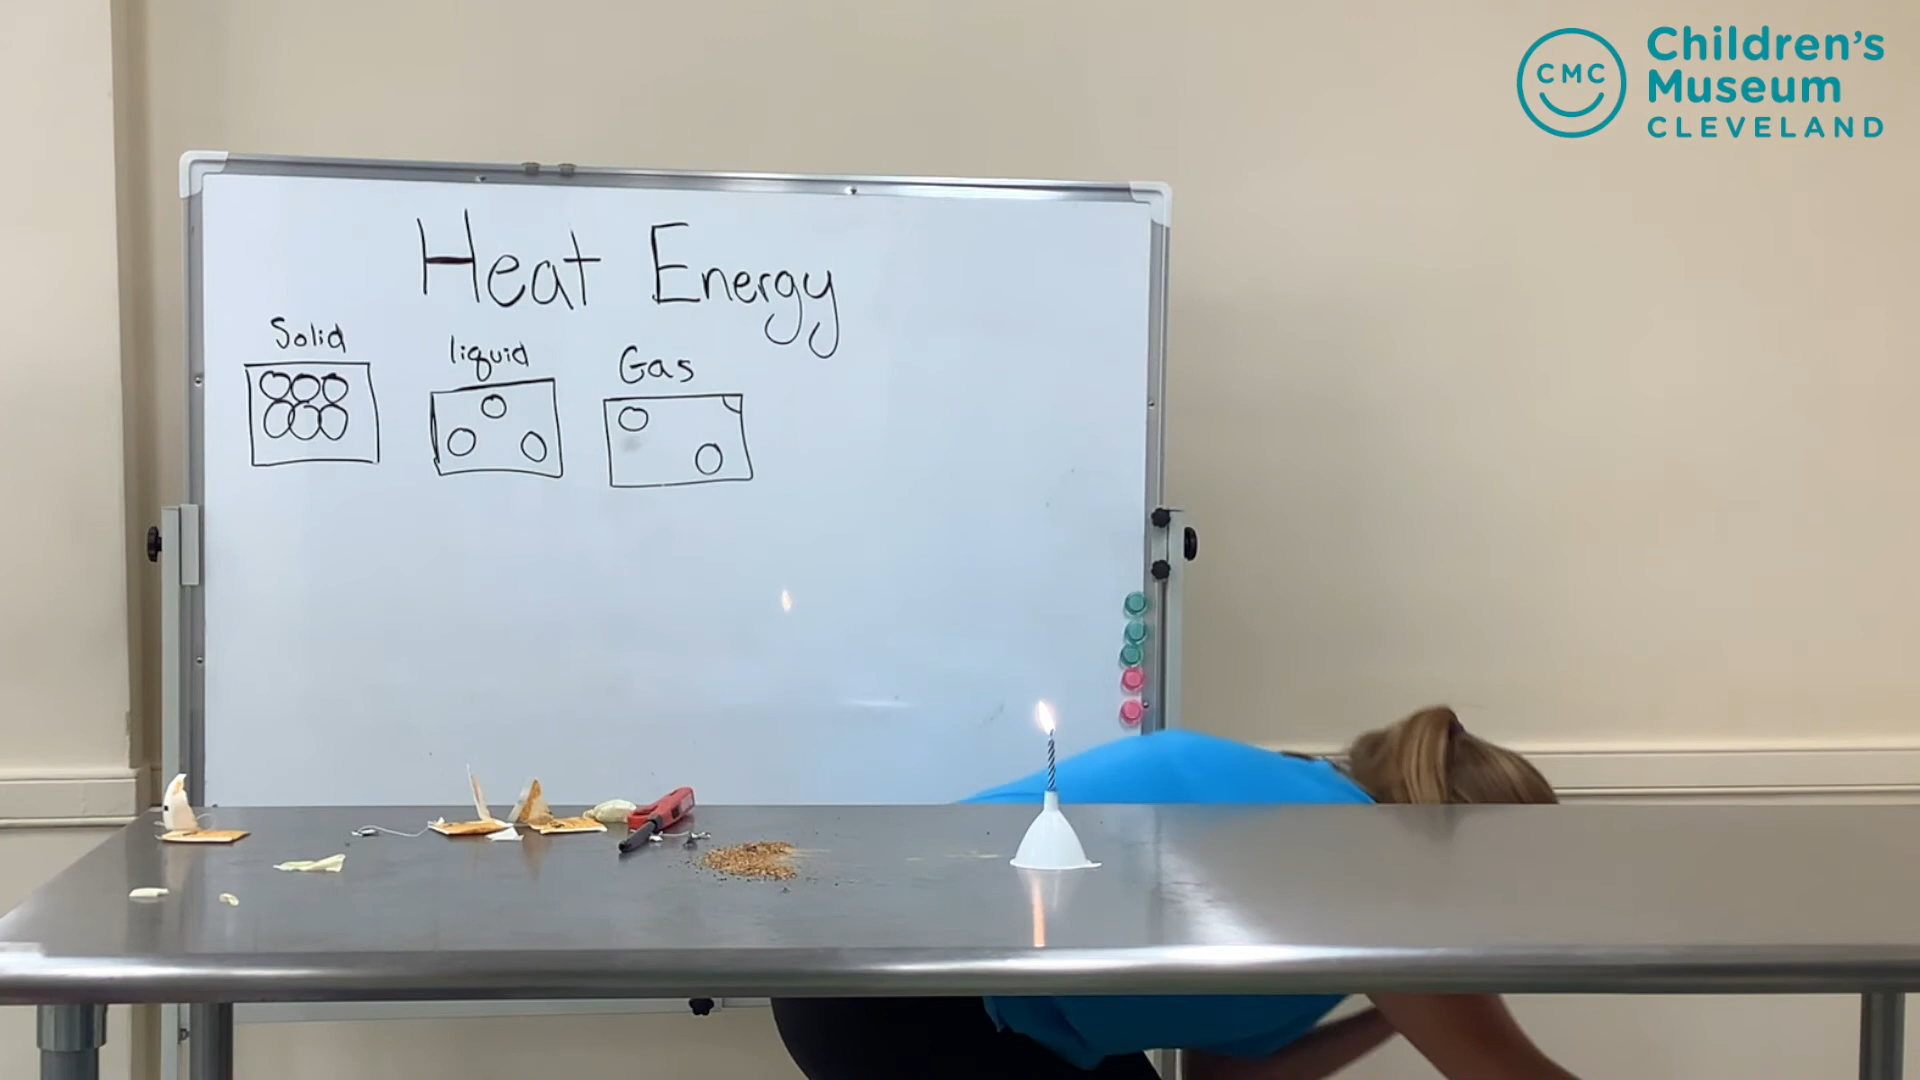 Heat Energy
Solid
liquid
Gas
CMC
Children's
Museum
CLEVELAND